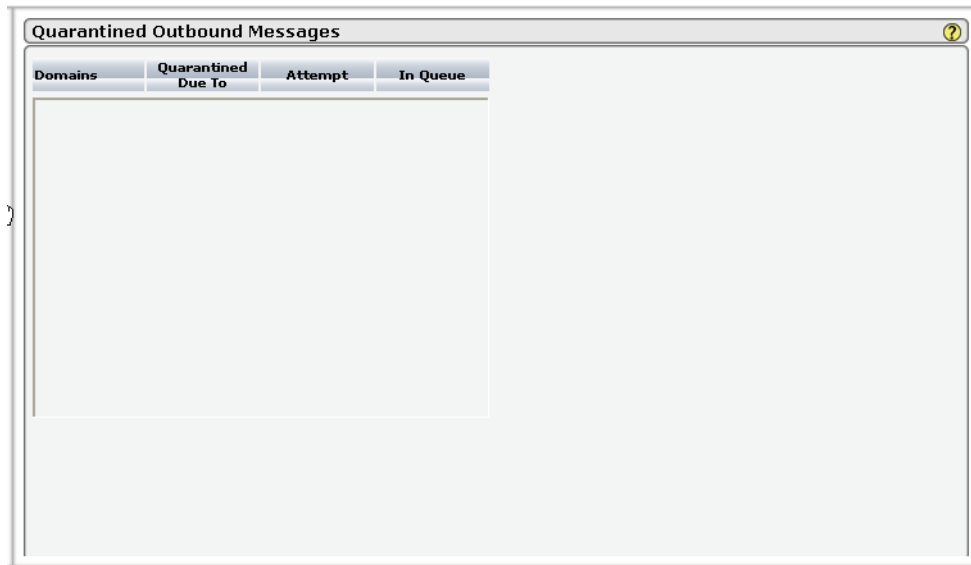 Quarantined Outbound Messages
?
Domains
Quarantined
Due To
Attempt
In Queue